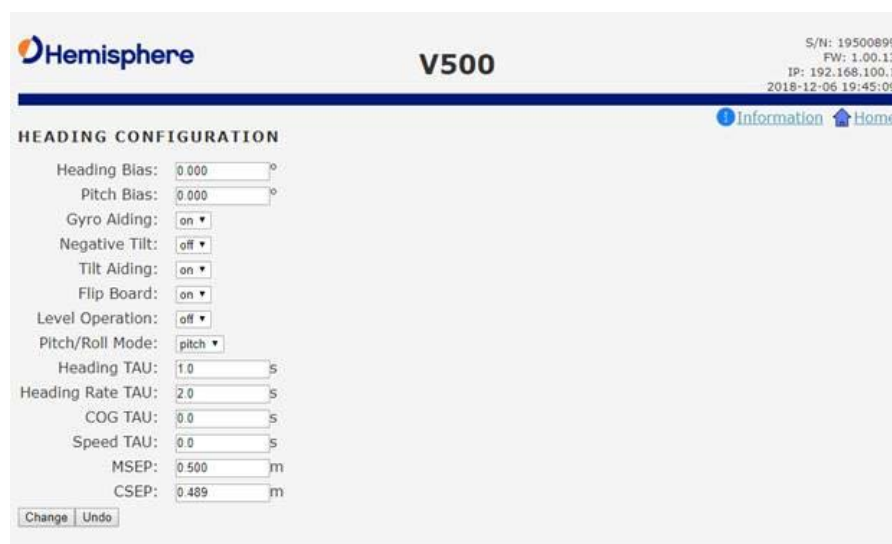 Hemisphere
V500
S/N: 1950089
FW: 1.00.1
IP: 192.168.100.
2018-12-06 19:45:0
Information Home
HEADING CONFIGURATION
Heading Bias: 0.000 °
Pitch Bias: 0.000 °
Gyro Aiding: on
Negative Tilt: off
Tilt Aiding: on
Flip Board: on
Level Operation: off
Pitch/Roll Mode: pitch
Heading TAU: 1.0 s
Heading Rate TAU: 2.0 s
COG TAU: 0.0 s
Speed TAU: 0.0 s
MSEP: 0.500 m
CSEP: 0.489 m
Change Undo